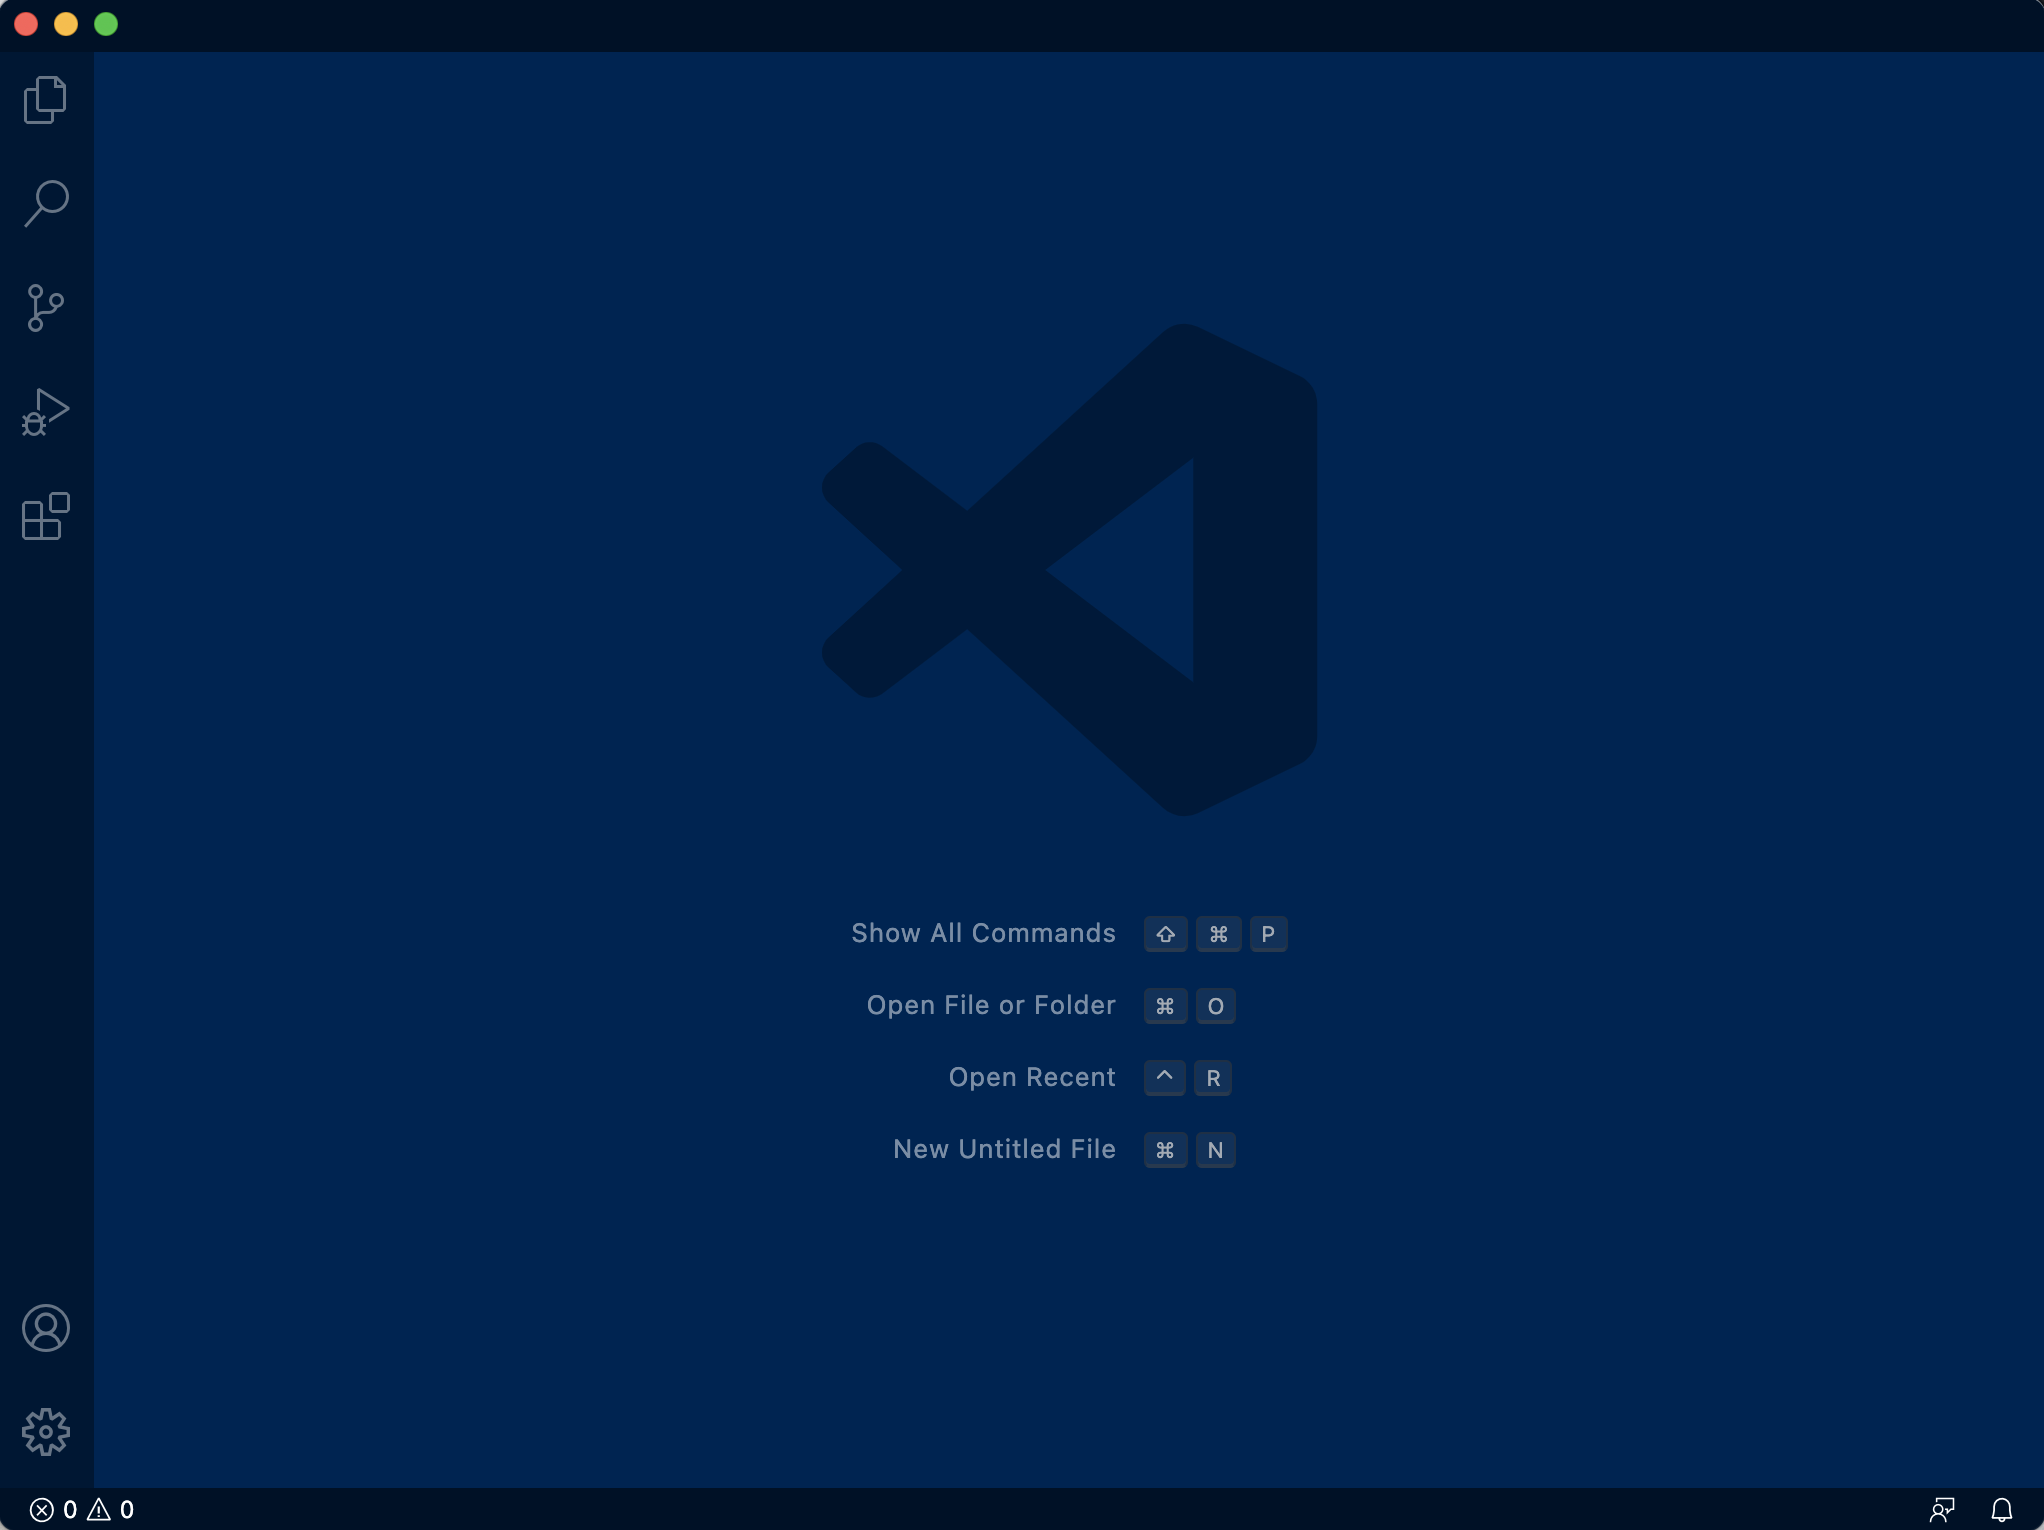 Show All Commands ⇧ ⌘ P
Open File or Folder ⌘ O
Open Recent ^ R
New Untitled File ⌘ N
0 0